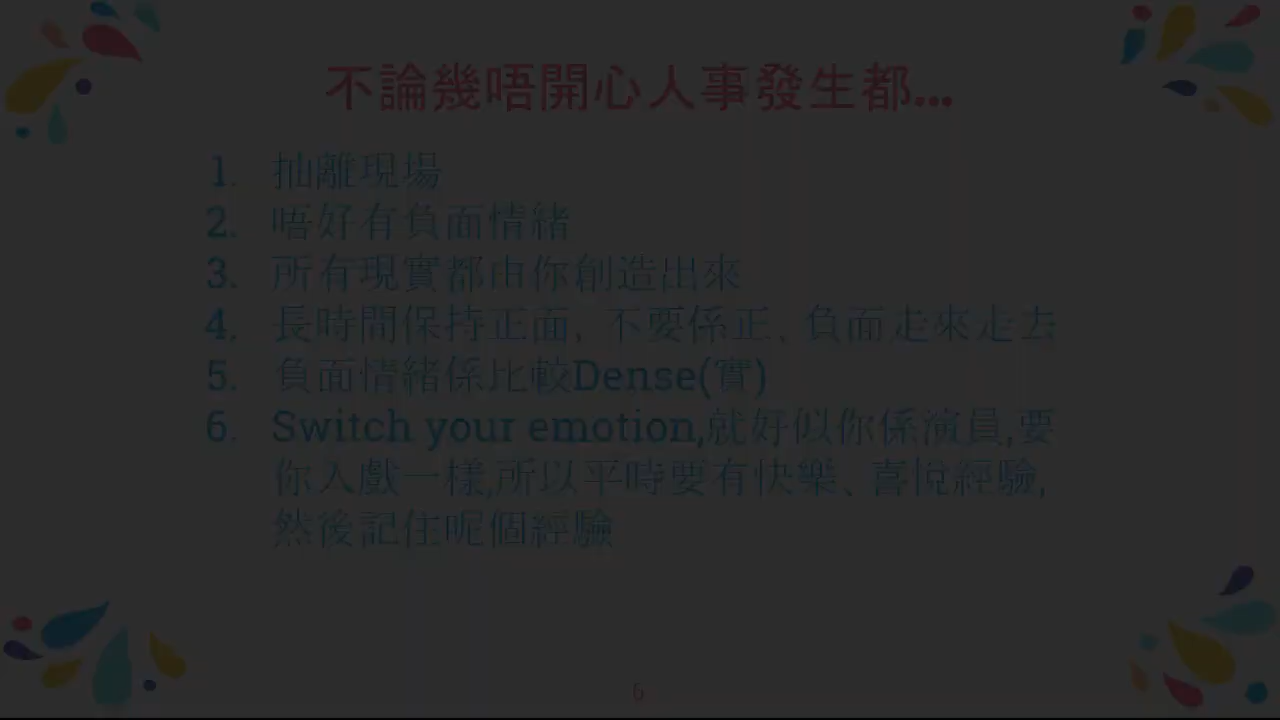 不論幾唔開心人事發生都...
1. 抽離現場
2. 唔好有負面情緒
3. 所有現實都由你創造出來
4. 長時間保持正面, 不要係正、負面走來走去
5. 負面情緒係比較Dense(實)
6. Switch your emotion,就好似你係演員,要
你入戲一樣,所以平時要有快樂、喜悅經驗,
然後記住呢個經驗
6